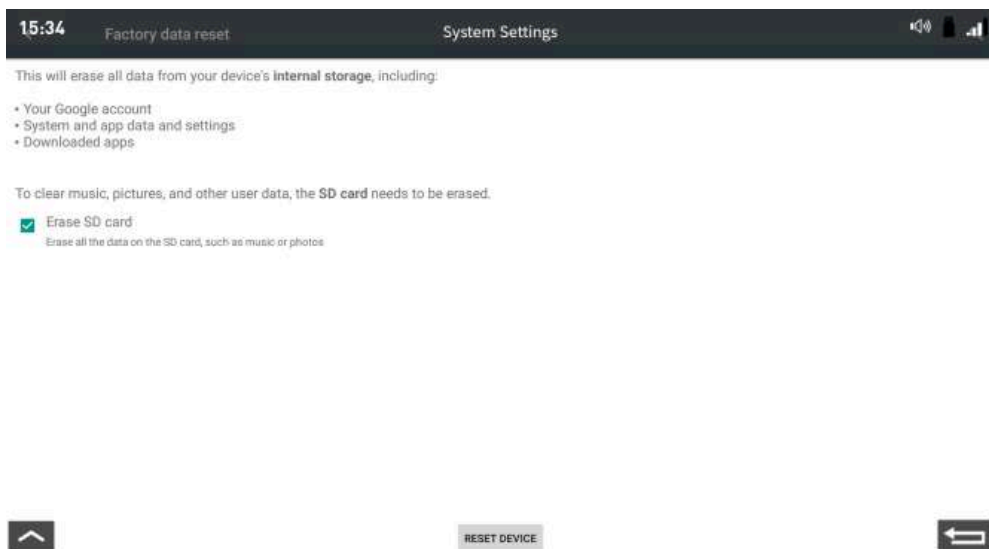 15:34
Factory data reset
System Settings
This will erase all data from your device's internal storage, including:
• Your Google account
• System and app data and settings
• Downloaded apps
To clear music, pictures, and other user data, the SD card needs to be erased.
Erase SD card
Erase all the data on the SD card, such as music or photos
RESET DEVICE